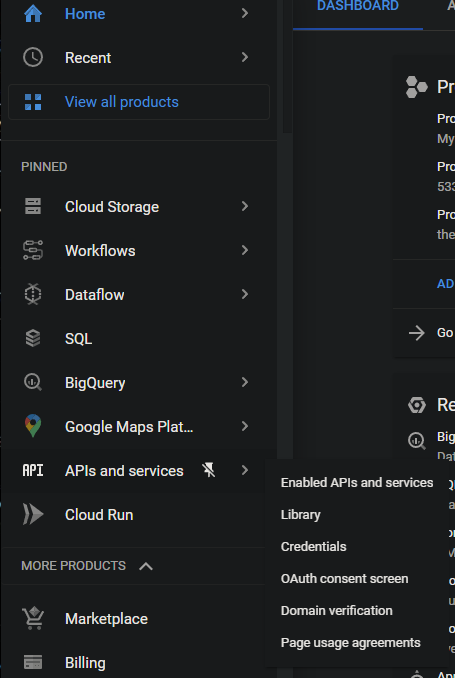 Home
DASHBOARD
Recent
View all products
PINNED
Cloud Storage
Workflows
Dataflow
SQL
BigQuery
Google Maps Plat...
API APIs and services
Cloud Run
MORE PRODUCTS
Marketplace
Billing
Enabled APIs and services
Library
Credentials
OAuth consent screen
Domain verification
Page usage agreements
Pr
Pro
My
Pro
533
Pro
the
AD
Go
Re
Big
Dat